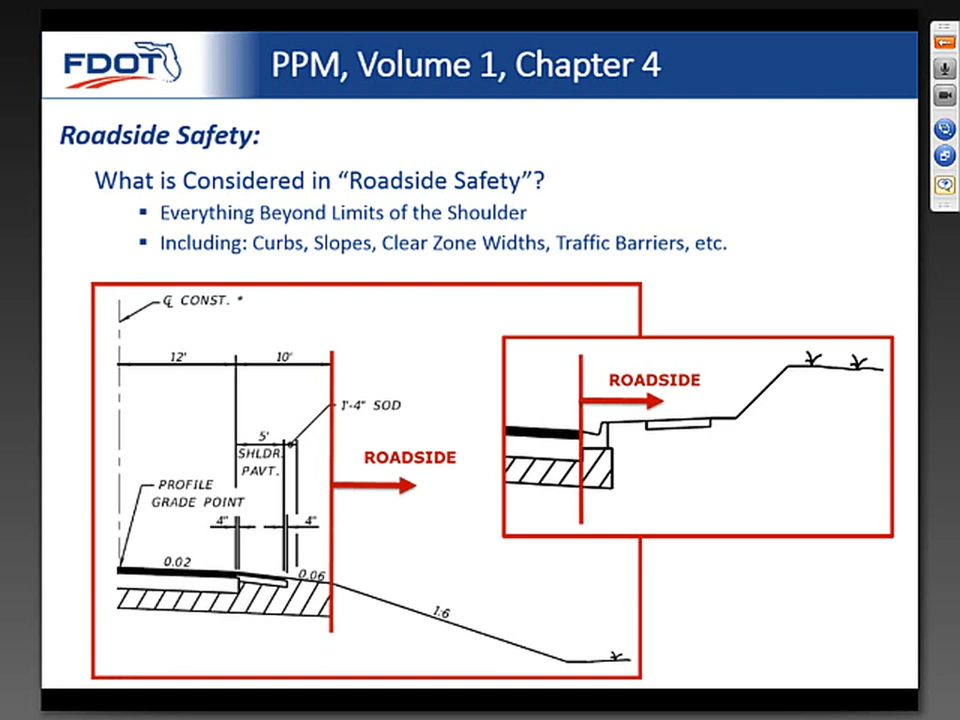 FDOT
PPM, Volume 1, Chapter 4
Roadside Safety:
What is Considered in “Roadside Safety”?
▪ Everything Beyond Limits of the Shoulder
▪ Including: Curbs, Slopes, Clear Zone Widths, Traffic Barriers, etc.
℄ CONST. *
12'
10'
1'-4" SOD
5'
SHLDR.
PAVT.
ROADSIDE
PROFILE
GRADE POINT
4"
4"
0.02
0.06
1:6
ROADSIDE